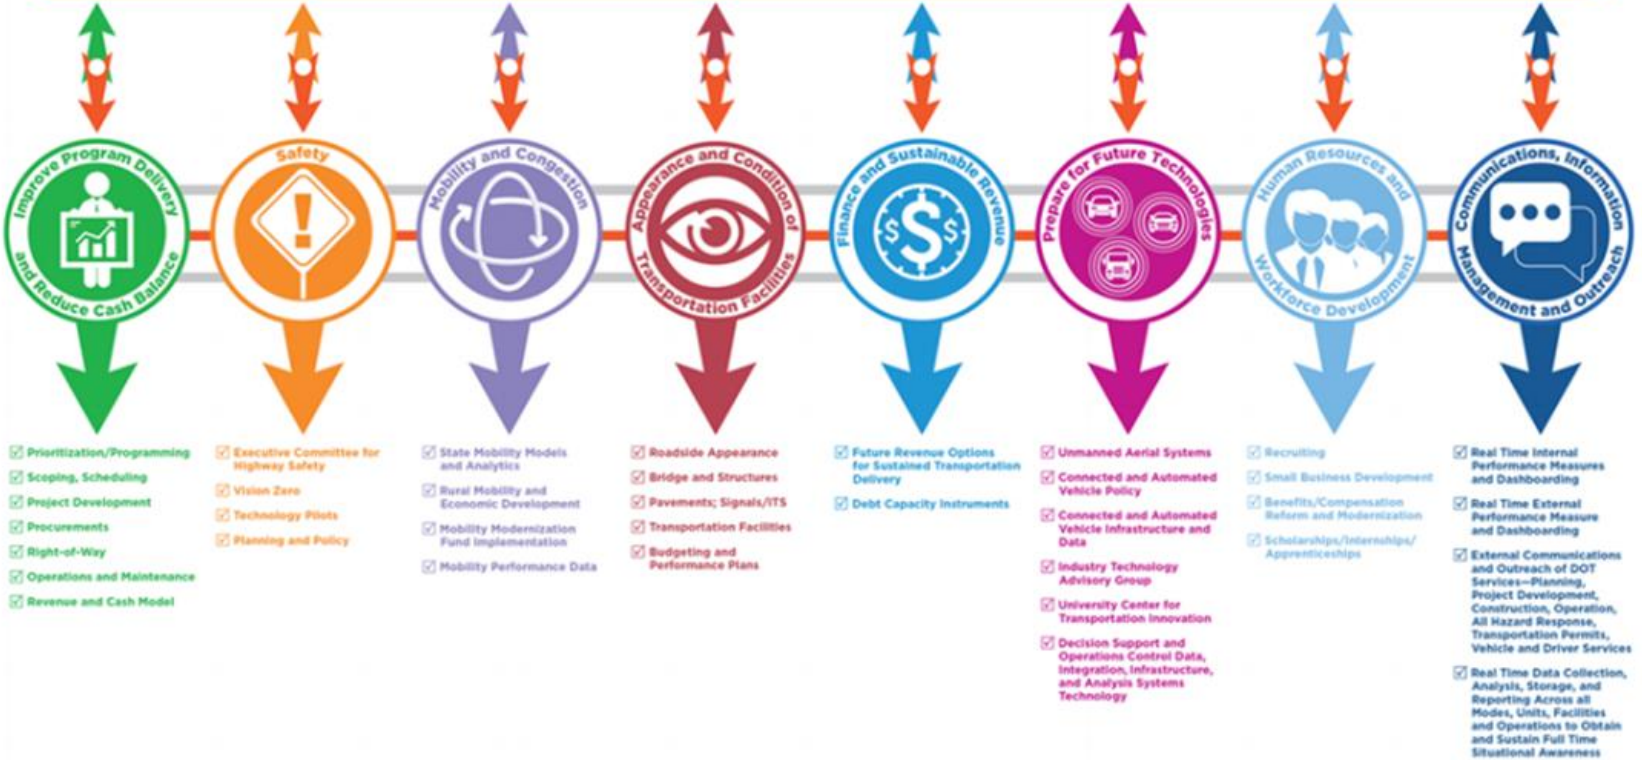 Improve Program Delivery
and Reduce Cash Balance
Safety
Mobility and Congestion
Appearance and Condition of
Transportation Facilities
Finance and Sustainable Revenue
$ $ $
Prepare for Future Technologies
Human Resources and
Workforce Development
Communications, Information
Management and Outreach
Prioritization/Programming
Scoping, Scheduling
Project Development
Procurements
Right-of-Way
Operations and Maintenance
Revenue and Cash Model
Executive Committee for
Highway Safety
Vision Zero
Technology Pilots
Planning and Policy
State Mobility Models
and Analytics
Rural Mobility and
Economic Development
Mobility Modernization
Fund Implementation
Mobility Performance Data
Roadside Appearance
Bridge and Structures
Pavements; Signals/ITS
Transportation Facilities
Budgeting and
Performance Plans
Future Revenue Options
for Sustained Transportation
Delivery
Debt Capacity Instruments
Unmanned Aerial Systems
Connected and Automated
Vehicle Policy
Connected and Automated
Vehicle Infrastructure and
Data
Industry Technology
Advisory Group
University Center for
Transportation Innovation
Decision Support and
Operations Control Data,
Integration, Infrastructure,
and Analysis Systems
Technology
Recruiting
Small Business Development
Benefits/Compensation
Reform and Modernization
Scholarships/Internships/
Apprenticeships
Real Time Internal
Performance Measures
and Dashboarding
Real Time External
Performance Measure
and Dashboarding
External Communications
and Outreach of DOT
Services—Planning,
Project Development,
Construction, Operation,
All Hazard Response,
Transportation Permits,
Vehicle and Driver Services
Real Time Data Collection,
Analysis, Storage, and
Reporting Across all
Modes, Units, Facilities
and Operations to Obtain
and Sustain Full Time
Situational Awareness